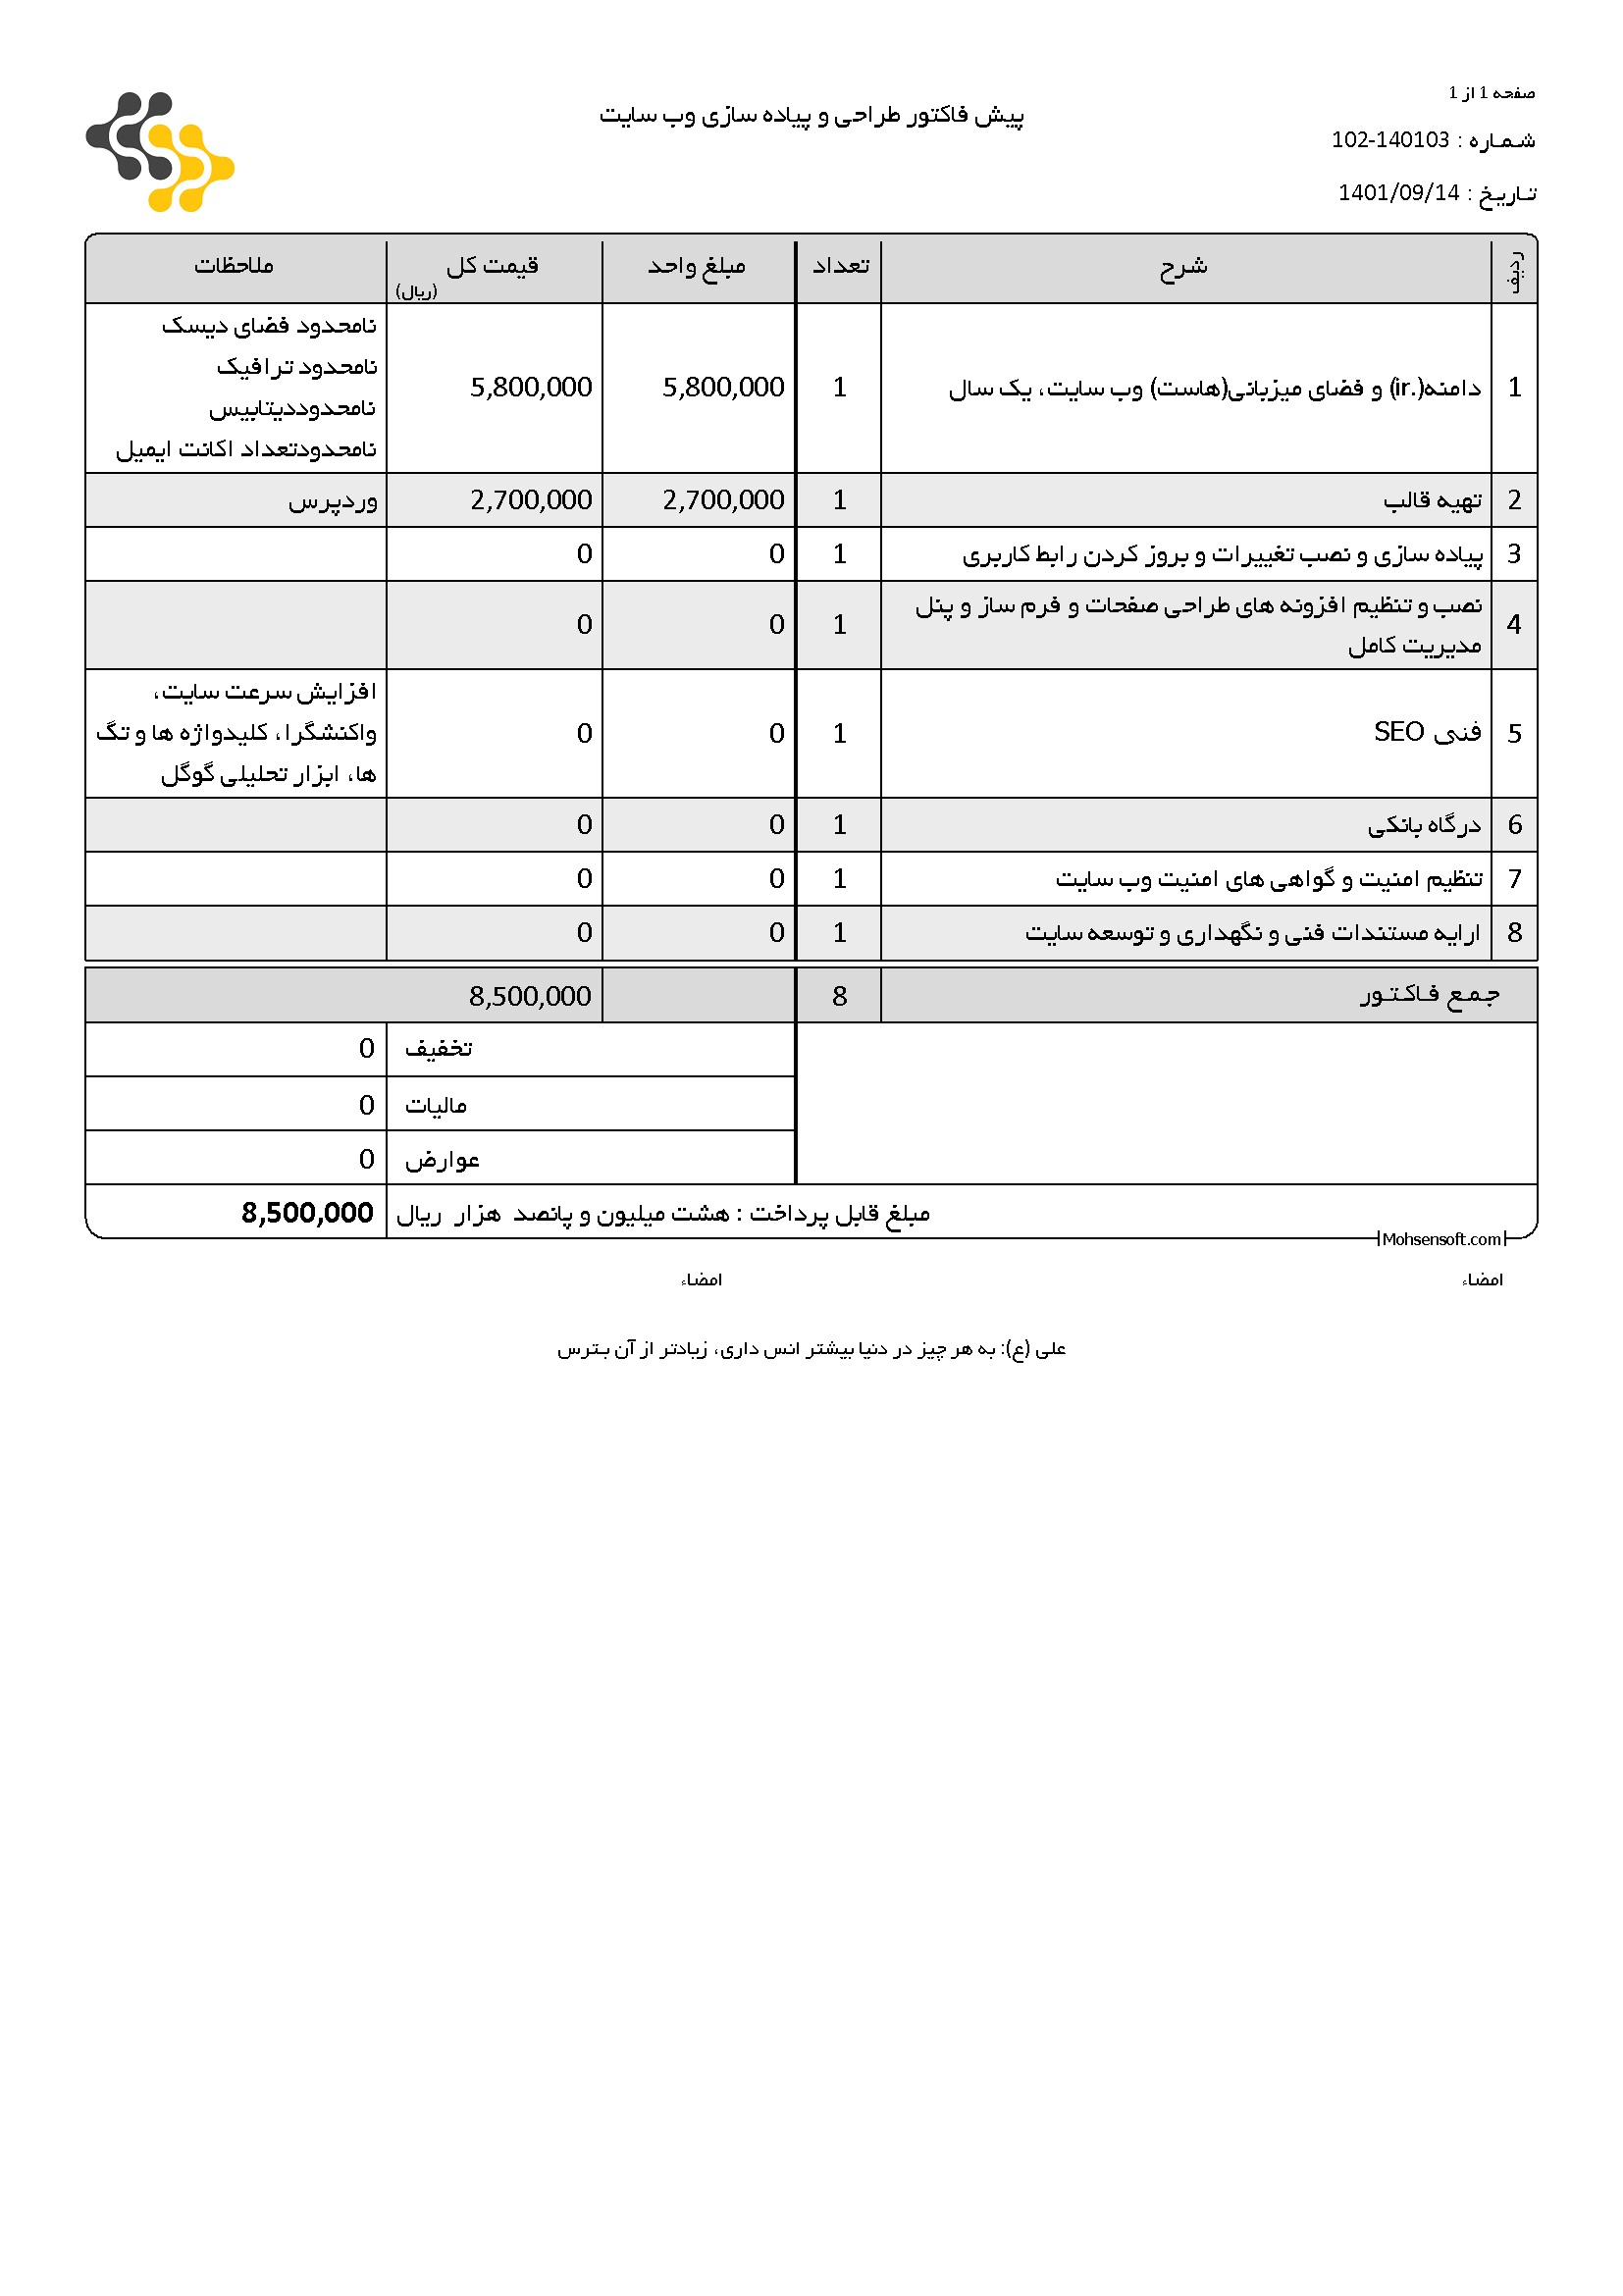 صفحه 1 از 1
پیش فاکتور طراحی و پیاده سازی وب سایت
شـمـاره : 140103-102
تـاریـخ : 1401/09/14
ردیف شرح تعداد مبلغ واحد قیمت کل (ریال) ملاحظات
1 دامنه(.ir) و فضای میزبانی(هاست) وب سایت، یک سال 1 5,800,000 5,800,000 نامحدود فضای دیسک
نامحدود ترافیک
نامحدوددیتابیس
نامحدودتعداد اکانت ایمیل
2 تهیه قالب 1 2,700,000 2,700,000 وردپرس
3 پیاده سازی و نصب تغییرات و بروز کردن رابط کاربری 1 0 0
4 نصب و تنظیم افزونه های طراحی صفحات و فرم ساز و پنل
مدیریت کامل 1 0 0
5 فنی SEO 1 0 0 افزایش سرعت سایت،
واکنشگرا، کلیدواژه ها و تگ
ها، ابزار تحلیلی گوگل
6 درگاه بانکی 1 0 0
7 تنظیم امنیت و گواهی های امنیت وب سایت 1 0 0
8 ارایه مستندات فنی و نگهداری و توسعه سایت 1 0 0
جـمـع فـاکـتـور 8 8,500,000
تخفیف 0
مالیات 0
عوارض 0
مبلغ قابل پرداخت : هشت میلیون و پانصد هزار ریال 8,500,000
Mohsensoft.com
امضاء امضاء
علی (ع): به هر چیز در دنیا بیشتر انس داری، زیادتر از آن بـترس